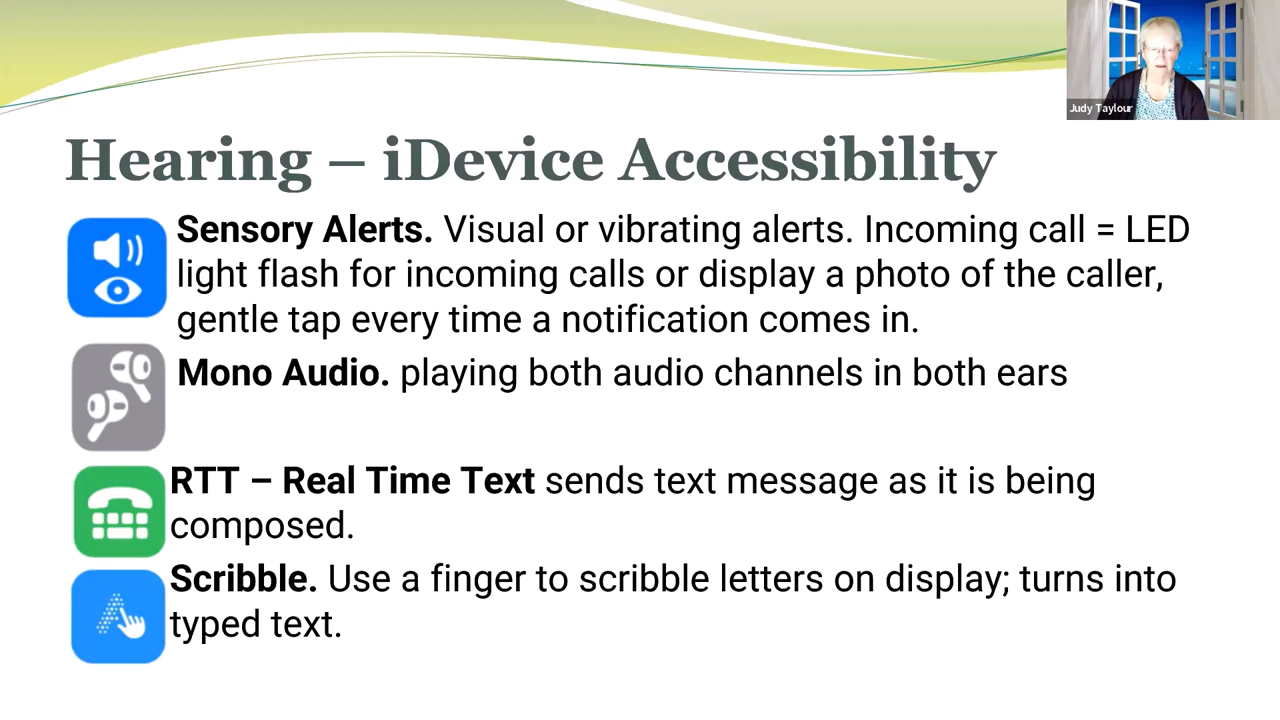 Judy Taylour
Hearing – iDevice Accessibility
Sensory Alerts. Visual or vibrating alerts. Incoming call = LED
light flash for incoming calls or display a photo of the caller,
gentle tap every time a notification comes in.
Mono Audio. playing both audio channels in both ears
RTT – Real Time Text sends text message as it is being
composed.
Scribble. Use a finger to scribble letters on display; turns into
typed text.